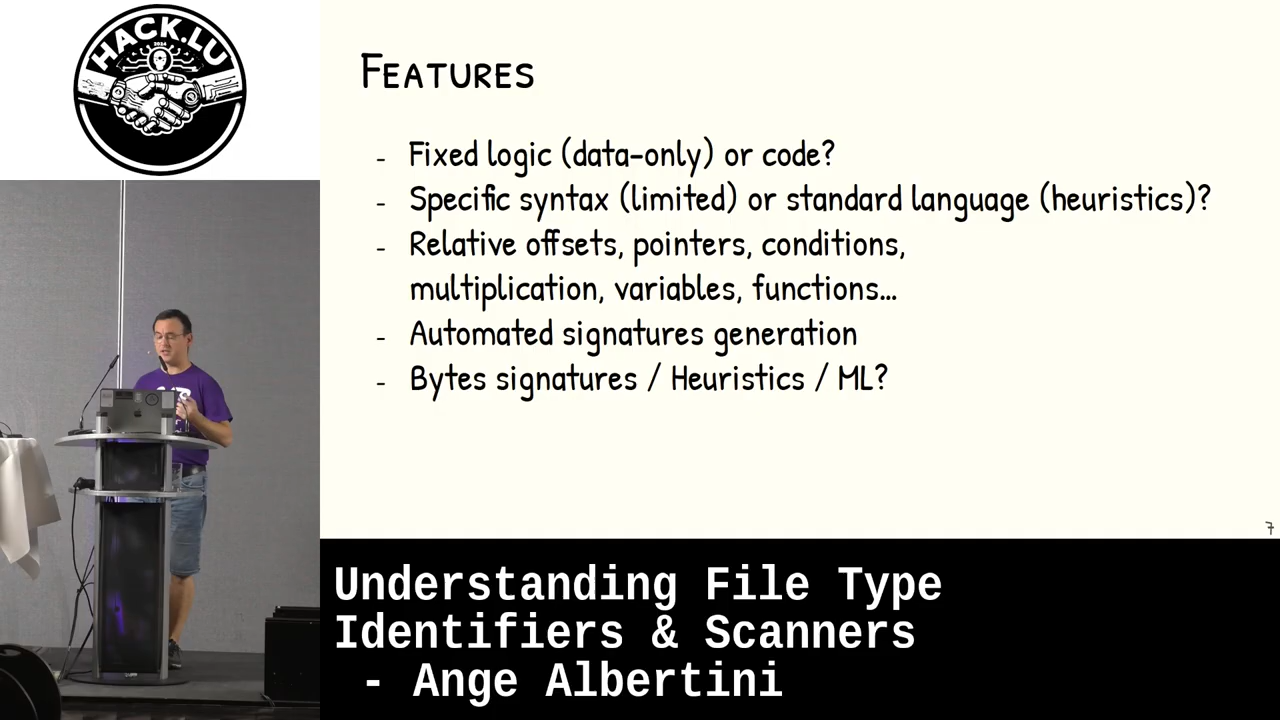 HACK.LU
2024
FEATURES
- Fixed logic (data-only) or code?
- Specific syntax (limited) or standard language (heuristics)?
- Relative offsets, pointers, conditions,
multiplication, variables, functions…
- Automated signatures generation
- Bytes signatures / Heuristics / ML?
7
Understanding File Type
Identifiers & Scanners
- Ange Albertini